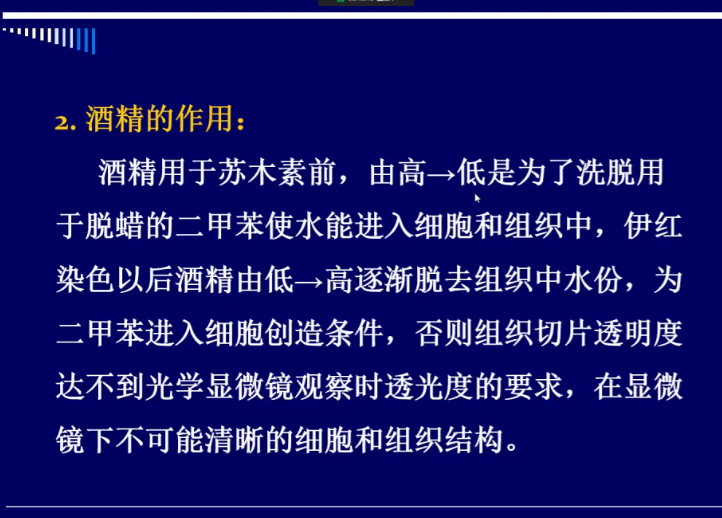 2. 酒精的作用：
酒精用于苏木素前，由高→低是为了洗脱用
于脱蜡的二甲苯使水能进入细胞和组织中，伊红
染色以后酒精由低→高逐渐脱去组织中水份，为
二甲苯进入细胞创造条件，否则组织切片透明度
达不到光学显微镜观察时透光度的要求，在显微
镜下不可能清晰的细胞和组织结构。